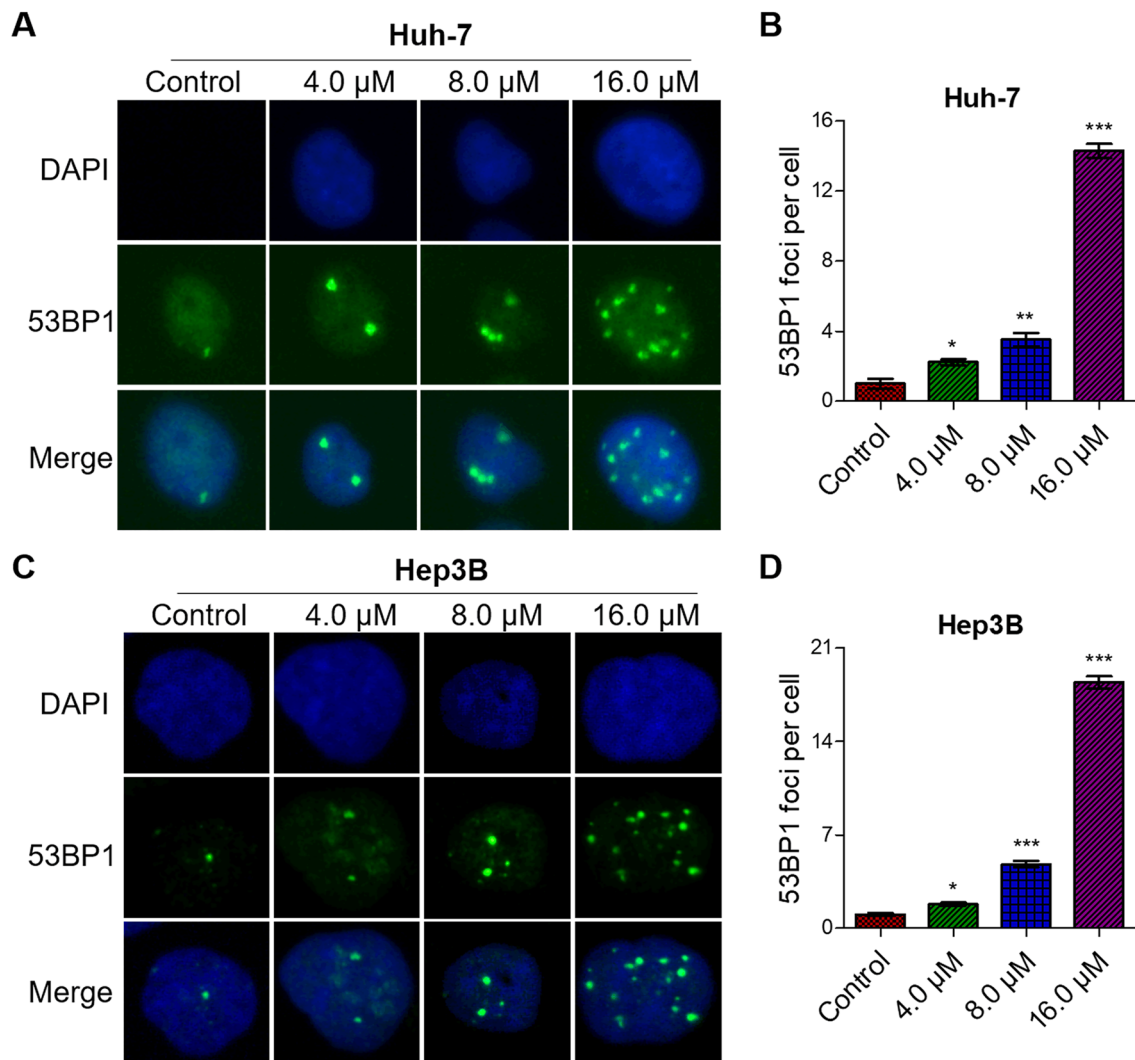 A
Huh-7
Control 4.0 µM 8.0 µM 16.0 µM
DAPI
53BP1
Merge
B
Huh-7
53BP1 foci per cell
16
12
8
4
0
*
**
***
Control
4.0 µM
8.0 µM
16.0 µM
C
Hep3B
Control 4.0 µM 8.0 µM 16.0 µM
DAPI
53BP1
Merge
D
Hep3B
53BP1 foci per cell
21
14
7
0
*
***
***
Control
4.0 µM
8.0 µM
16.0 µM